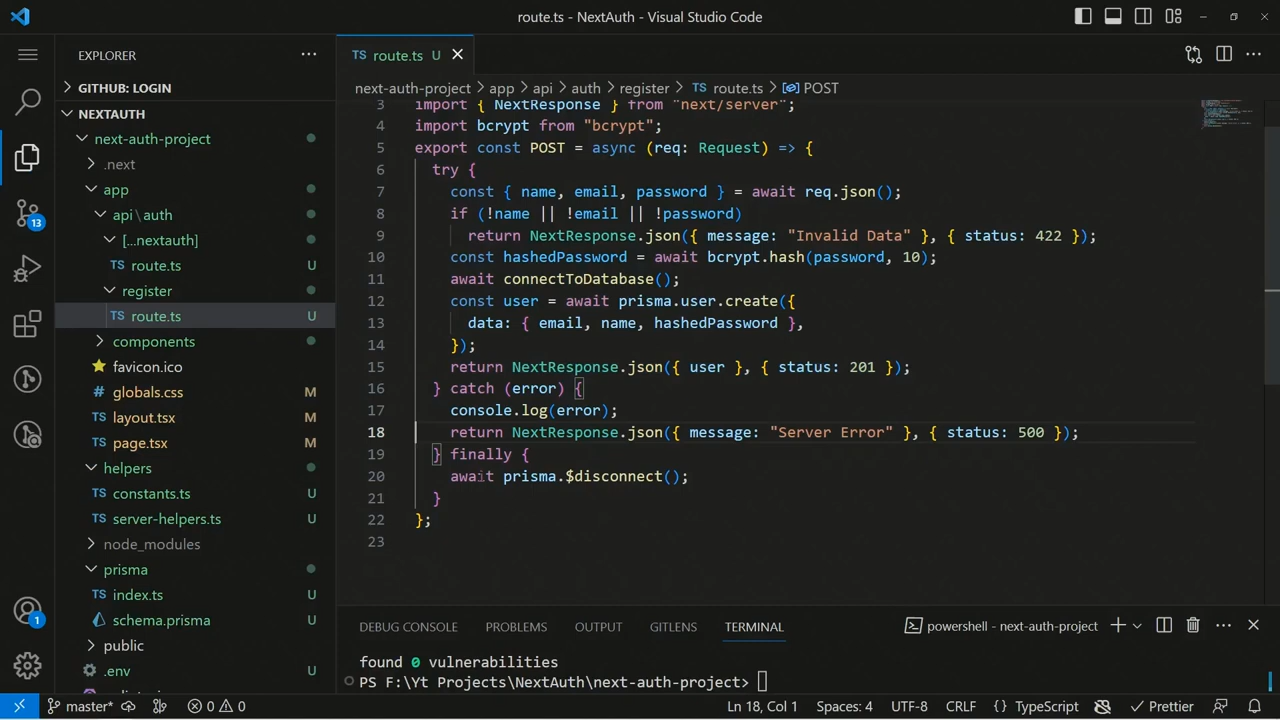 route.ts - NextAuth - Visual Studio Code
EXPLORER
GITHUB: LOGIN
NEXTAUTH
next-auth-project
.next
app
api\auth
[...nextauth]
TS route.ts U
register
TS route.ts U
components
favicon.ico
# globals.css M
layout.tsx M
page.tsx M
helpers
TS constants.ts U
TS server-helpers.ts U
node_modules
prisma
TS index.ts U
schema.prisma U
public
.env U
13
1
TS route.ts U
next-auth-project > app > api > auth > register > TS route.ts > POST
3 import { NextResponse } from "next/server";
4 import bcrypt from "bcrypt";
5 export const POST = async (req: Request) => {
6 try {
7 const { name, email, password } = await req.json();
8 if (!name || !email || !password)
9 return NextResponse.json({ message: "Invalid Data" }, { status: 422 });
10 const hashedPassword = await bcrypt.hash(password, 10);
11 await connectToDatabase();
12 const user = await prisma.user.create({
13 data: { email, name, hashedPassword },
14 });
15 return NextResponse.json({ user }, { status: 201 });
16 } catch (error) {
17 console.log(error);
18 return NextResponse.json({ message: "Server Error" }, { status: 500 });
19 } finally {
20 await prisma.$disconnect();
21 }
22 };
23
DEBUG CONSOLE PROBLEMS OUTPUT GITLENS TERMINAL
powershell - next-auth-project
found 0 vulnerabilities
PS F:\Yt Projects\NextAuth\next-auth-project>
master* 0 0
Ln 18, Col 1 Spaces: 4 UTF-8 CRLF {} TypeScript Prettier